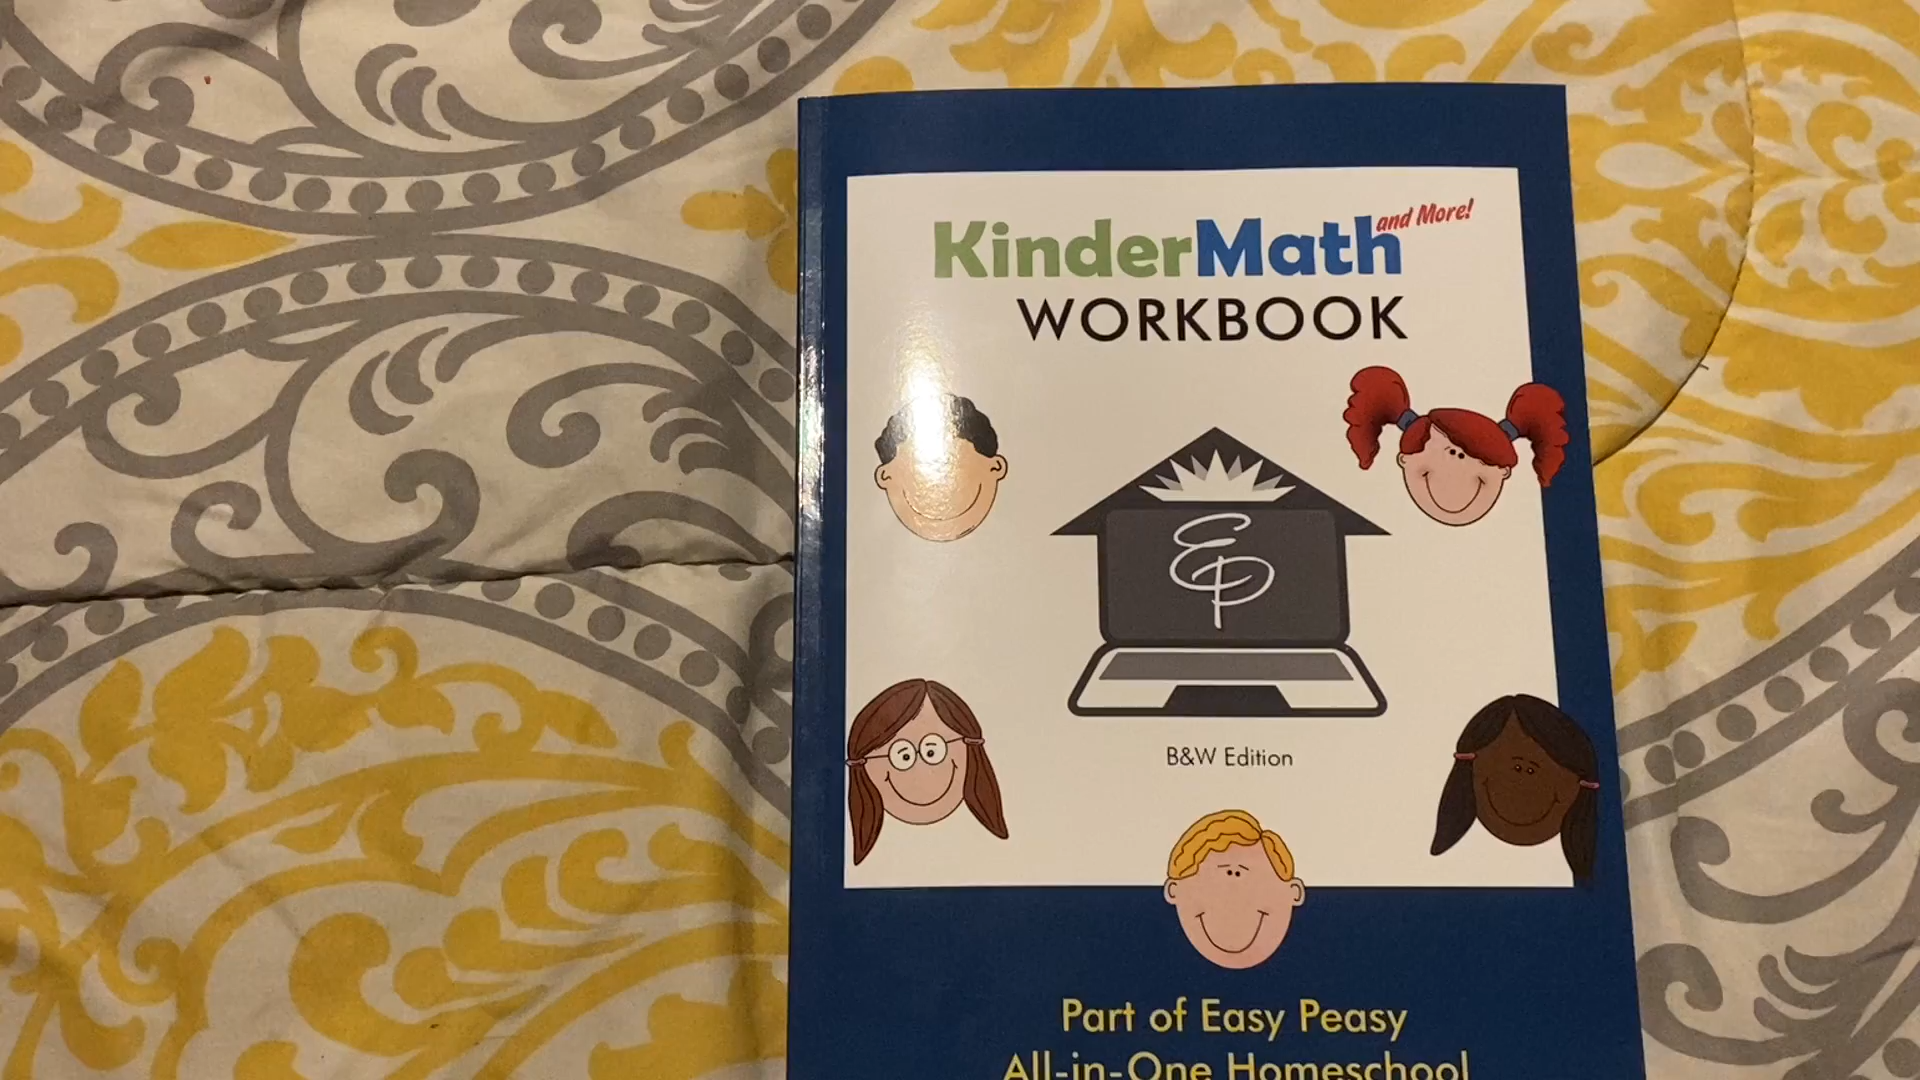 KinderMath and More!
WORKBOOK
EP
B&W Edition
Part of Easy Peasy
All-in-One Homeschool